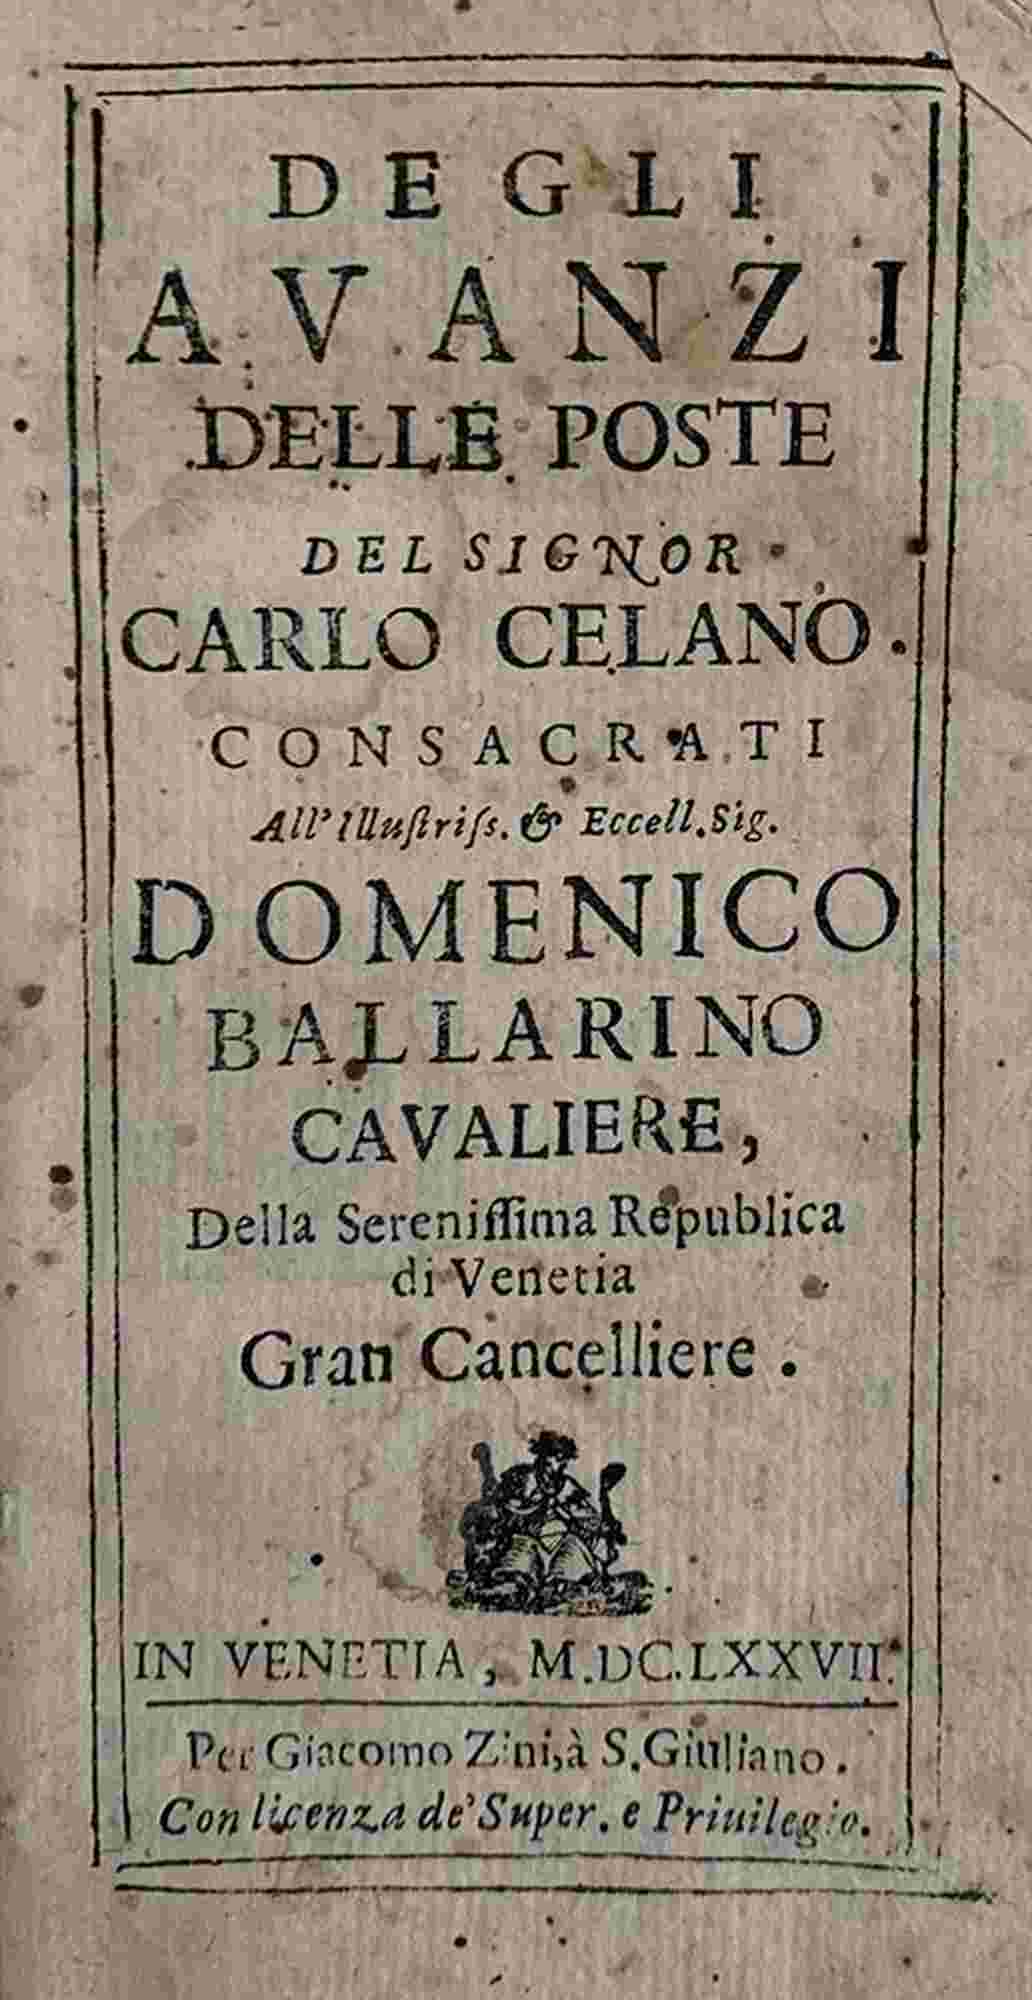 DEGLI
AVANZI
DELLE POSTE
DEL SIGNOR
CARLO CELANO.
CONSACRATI
All'Illuſtriſs. & Eccell. Sig.
DOMENICO
BALLARINO
CAVALIERE,
Della Sereniſſima Republica
di Venetia
Gran Cancelliere.
IN VENETIA, M.DC.LXXVII.
Per Giacomo Zini, à S. Giuliano.
Con licenza de' Super. e Priuilegio.